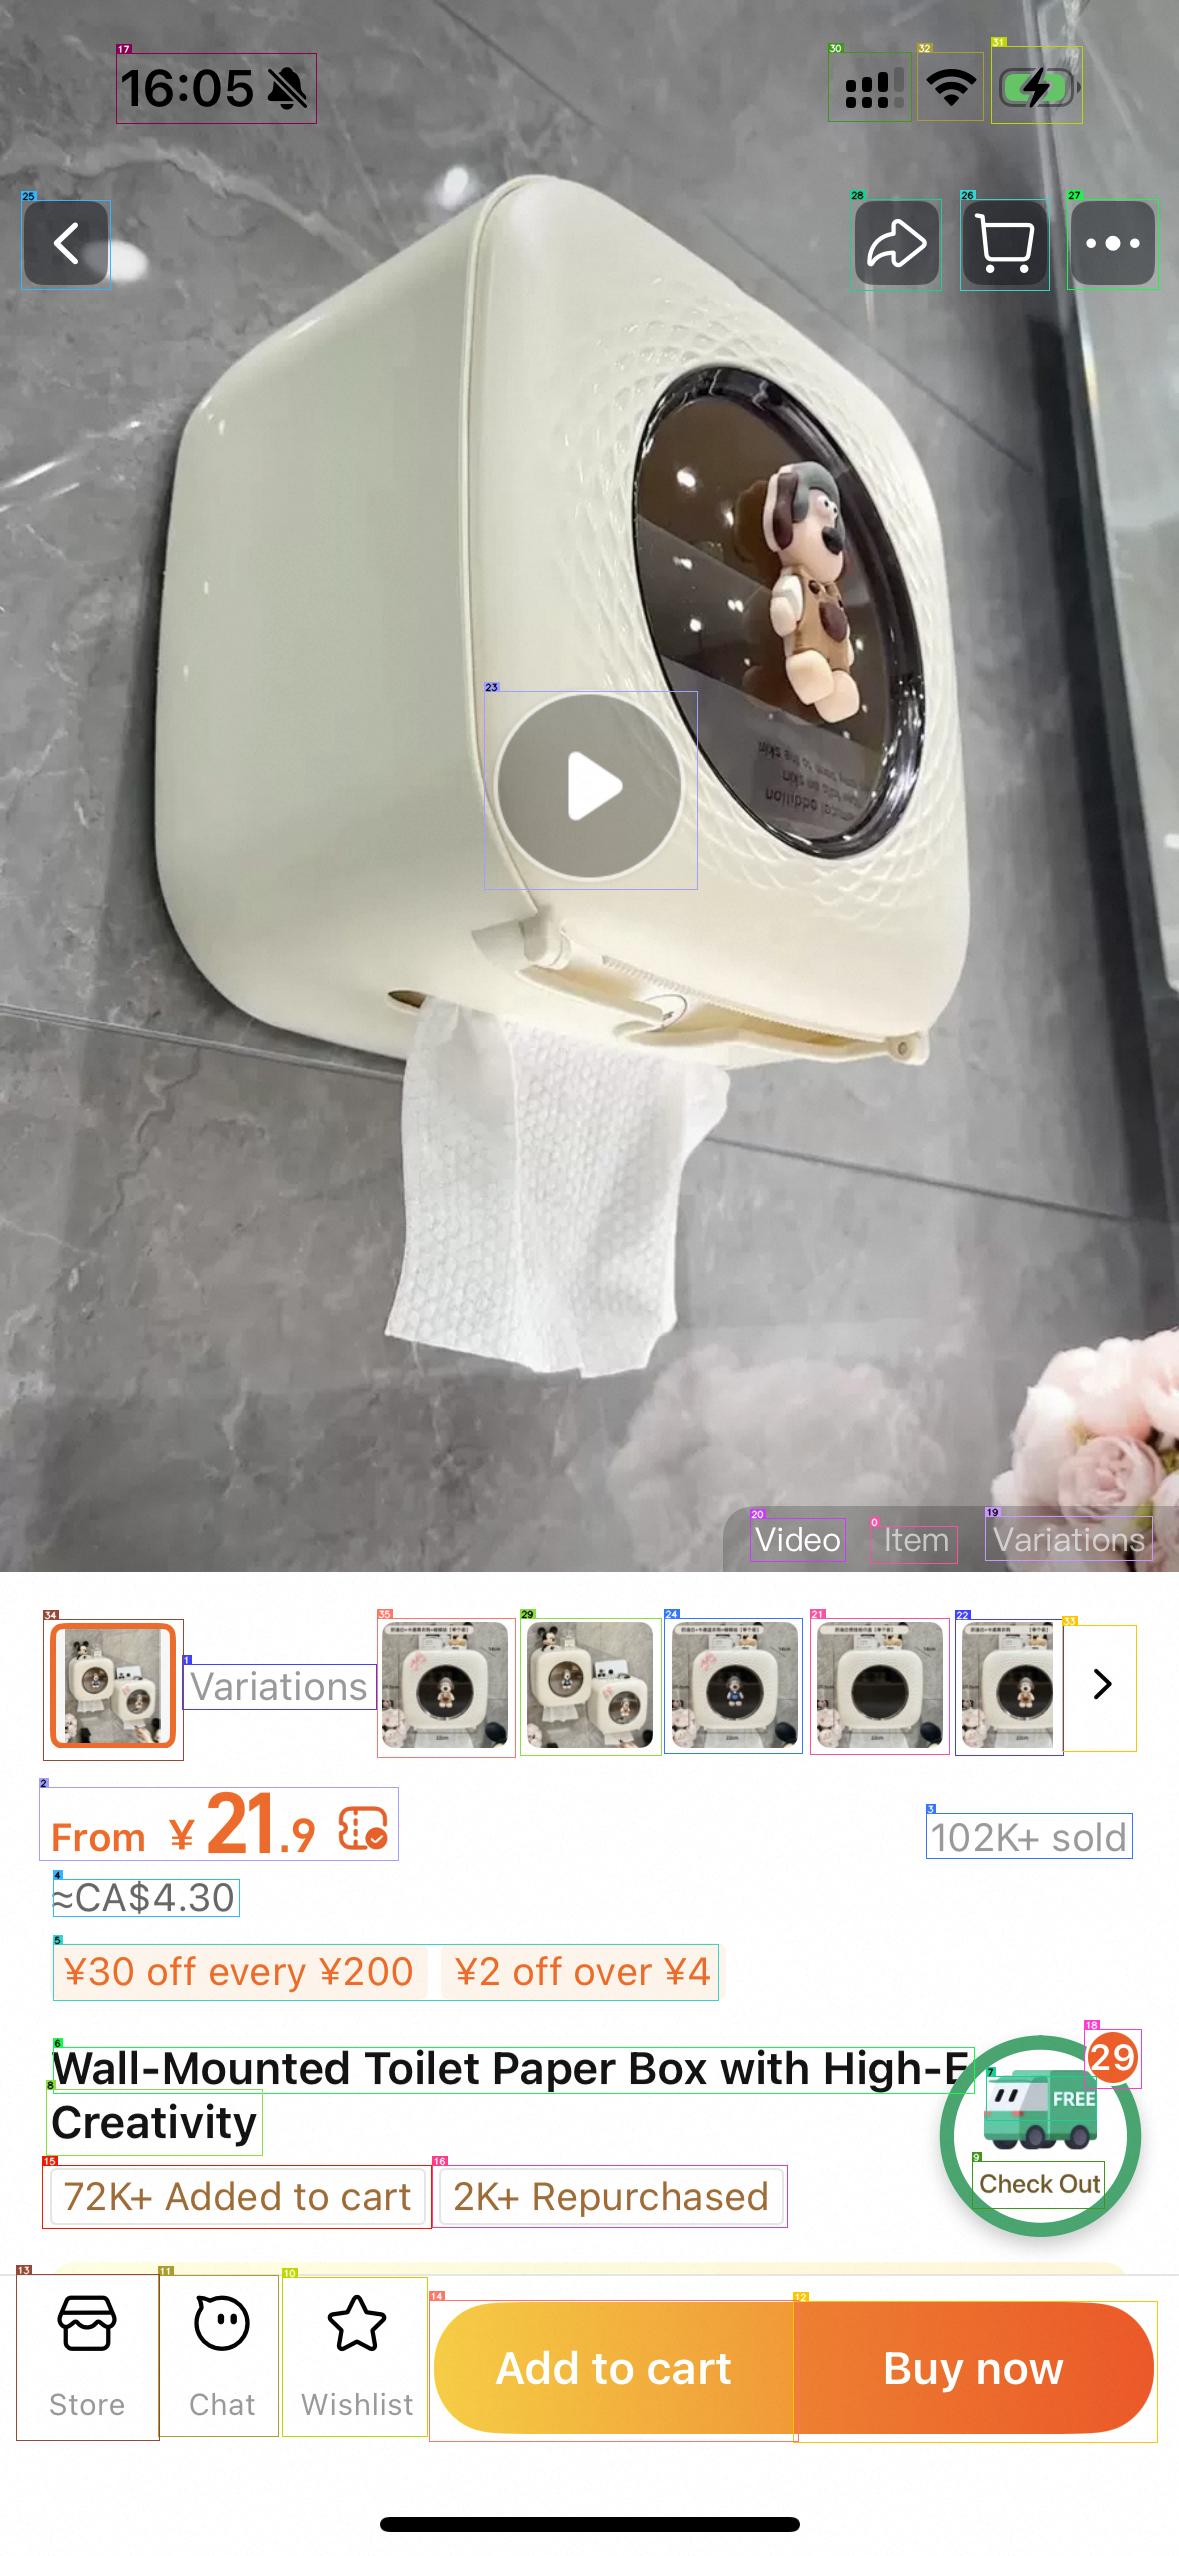 16:05
Video Item Variations
Variations
From ¥21.9
102K+ sold
≈CA$4.30
¥30 off every ¥200 ¥2 off over ¥4
Wall-Mounted Toilet Paper Box with High-E
Creativity
29
FREE
Check Out
72K+ Added to cart 2K+ Repurchased
Store Chat Wishlist Add to cart Buy now